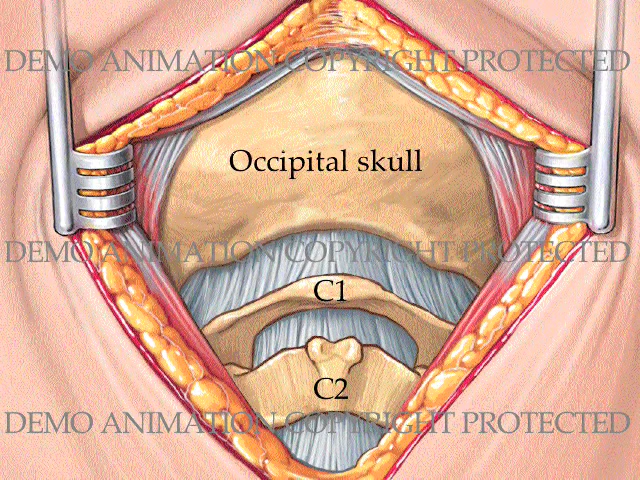 DEMO ANIMATION COPYRIGHT PROTECTED
Occipital skull
DEMO ANIMATION COPYRIGHT PROTECTED
C1
C2
DEMO ANIMATION COPYRIGHT PROTECTED